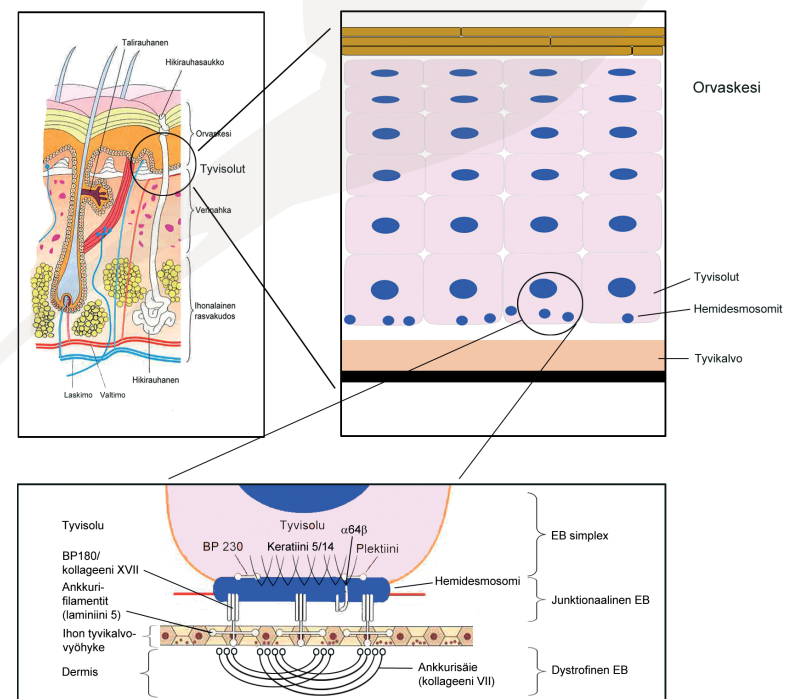 Talirauhanen
Hikirauhasaukko
Orvaskesi
Tyvisolut
Verinahka
Ihonalainen
rasvakudos
Hikirauhanen
Laskimo
Valtimo
Orvaskesi
Tyvisolut
Hemidesmosomit
Tyvikalvo
Tyvisolu
BP180/
kollageeni XVII
Ankkuri-
filamentit
(laminiini 5)
Ihon tyvikalvo-
vyöhyke
Dermis
Tyvisolu
α64β
BP 230
Keratiini 5/14
Plektiini
Hemidesmosomi
Ankkurisäie
(kollageeni VII)
EB simplex
Junktionaalinen EB
Dystrofinen EB